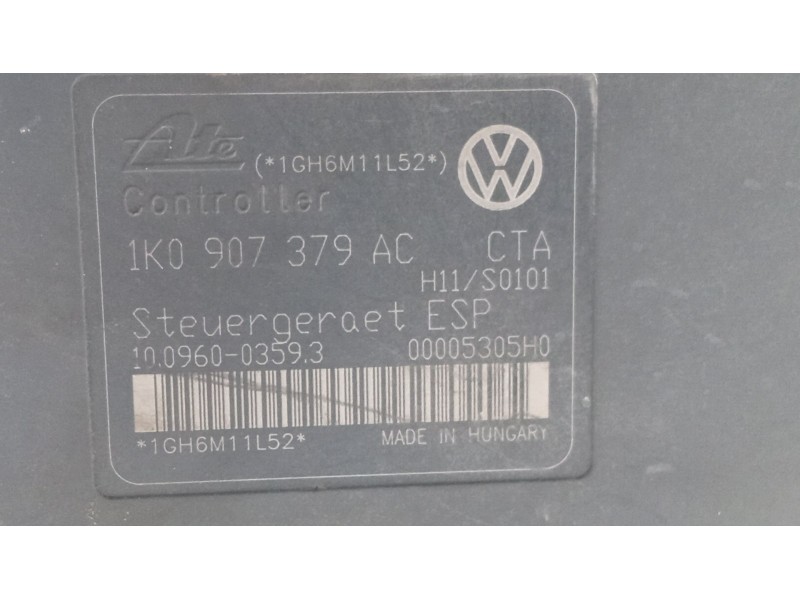 Ate (*1GH6M11L52*)
Controller
1K0 907 379 AC CTA
H11/S0101
Steuergeraet ESP
10.0960-0359.3 00005305H0
*1GH6M11L52* MADE IN HUNGARY